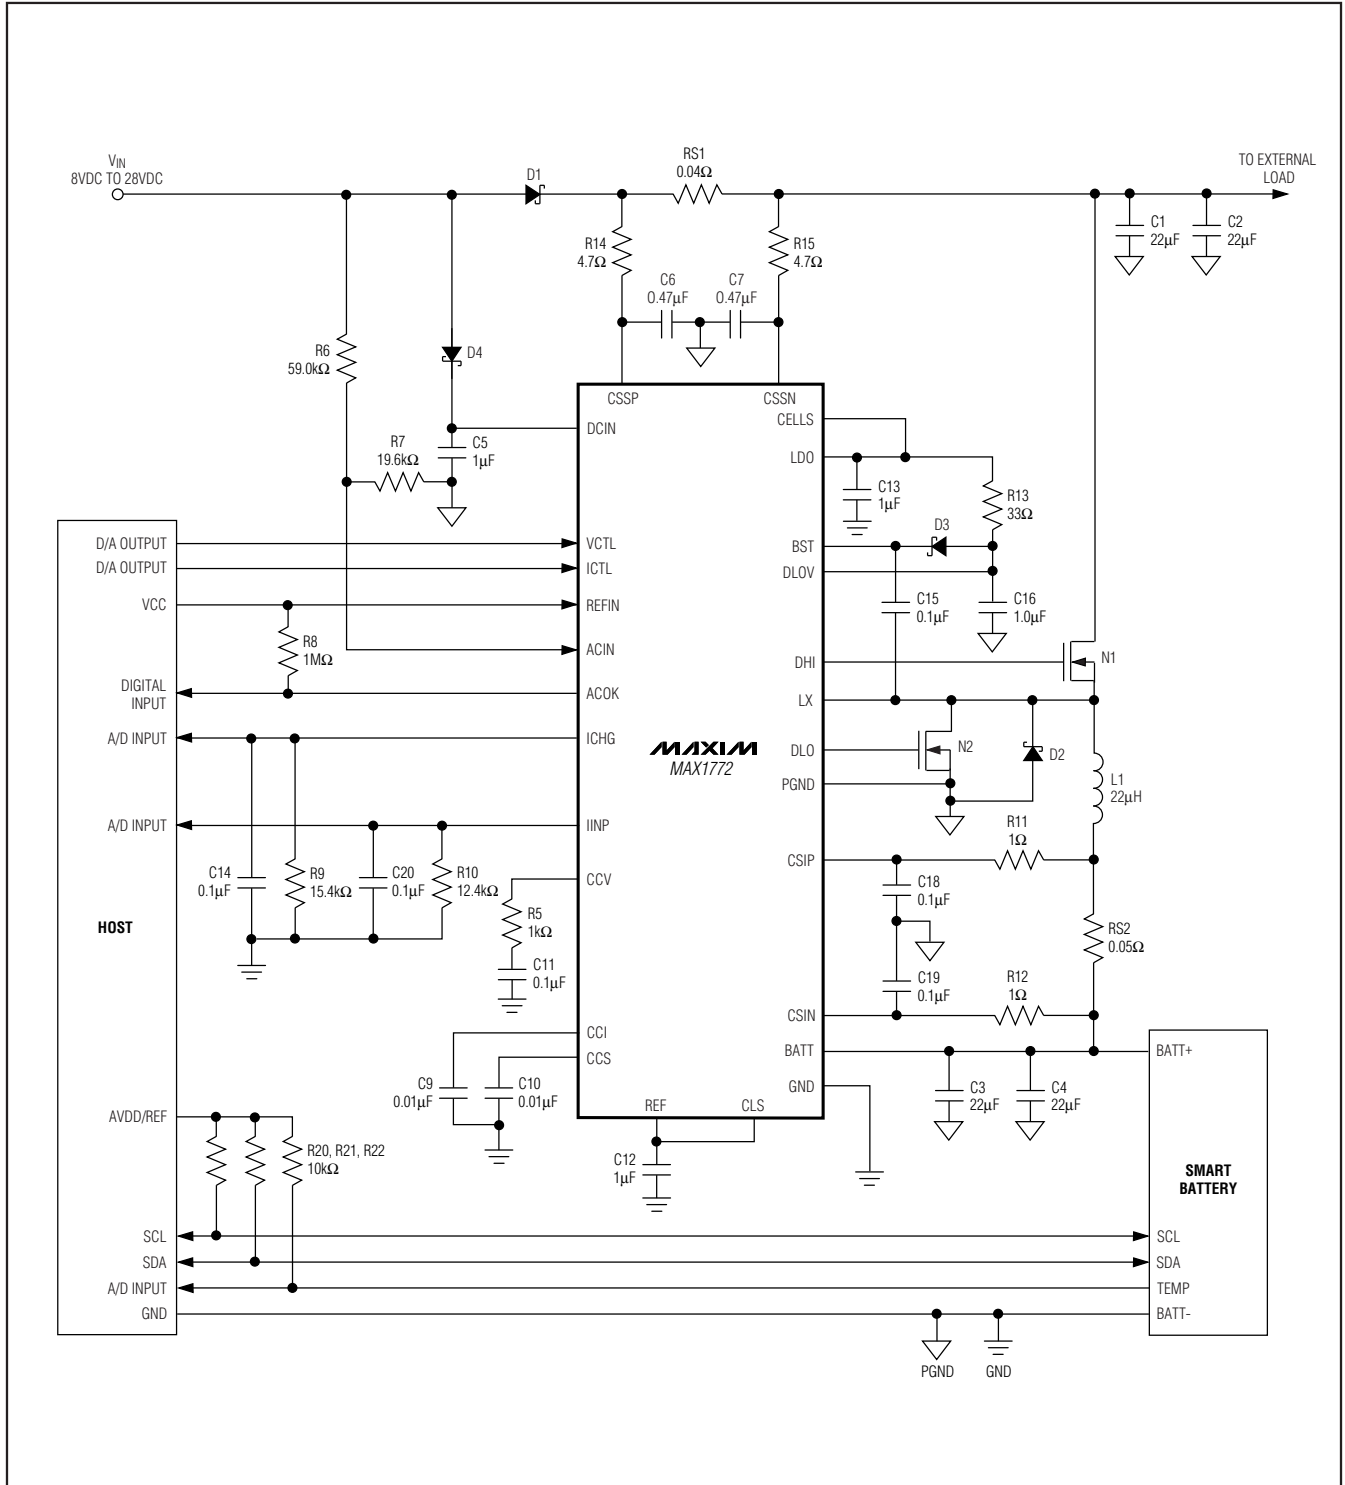 VIN
8VDC TO 28VDC
D1
RS1
0.04Ω
TO EXTERNAL
LOAD
C1
22µF
C2
22µF
R14
4.7Ω
R15
4.7Ω
C6
0.47µF
C7
0.47µF
R6
59.0kΩ
D4
CSSP
CSSN
CELLS
DCIN
R7
19.6kΩ
C5
1µF
LDO
C13
1µF
R13
33Ω
D3
D/A OUTPUT
VCTL
BST
D/A OUTPUT
ICTL
DLOV
VCC
REFIN
C15
0.1µF
C16
1.0µF
R8
1MΩ
ACIN
DHI
N1
DIGITAL
INPUT
ACOK
LX
A/D INPUT
ICHG
MAXIM
MAX1772
DLO
N2
D2
PGND
L1
22µH
A/D INPUT
IINP
R11
1Ω
CSIP
C14
0.1µF
R9
15.4kΩ
C20
0.1µF
R10
12.4kΩ
CCV
C18
0.1µF
R5
1kΩ
HOST
RS2
0.05Ω
C11
0.1µF
C19
0.1µF
R12
1Ω
CSIN
CCI
BATT
BATT+
CCS
C9
0.01µF
C10
0.01µF
GND
C3
22µF
C4
22µF
REF
CLS
AVDD/REF
R20, R21, R22
10kΩ
C12
1µF
SMART
BATTERY
SCL
SCL
SDA
SDA
A/D INPUT
TEMP
GND
BATT-
PGND
GND